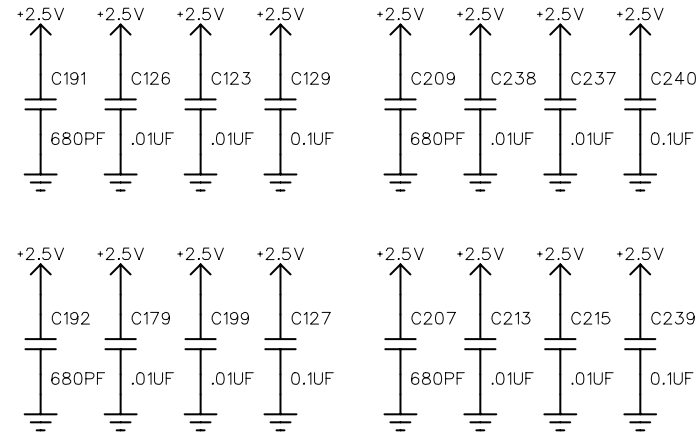 +2.5V +2.5V +2.5V +2.5V +2.5V +2.5V +2.5V +2.5V
C191 C126 C123 C129 C209 C238 C237 C240
680PF .01UF .01UF 0.1UF 680PF .01UF .01UF 0.1UF
+2.5V +2.5V +2.5V +2.5V +2.5V +2.5V +2.5V +2.5V
C192 C179 C199 C127 C207 C213 C215 C239
680PF .01UF .01UF 0.1UF 680PF .01UF .01UF 0.1UF